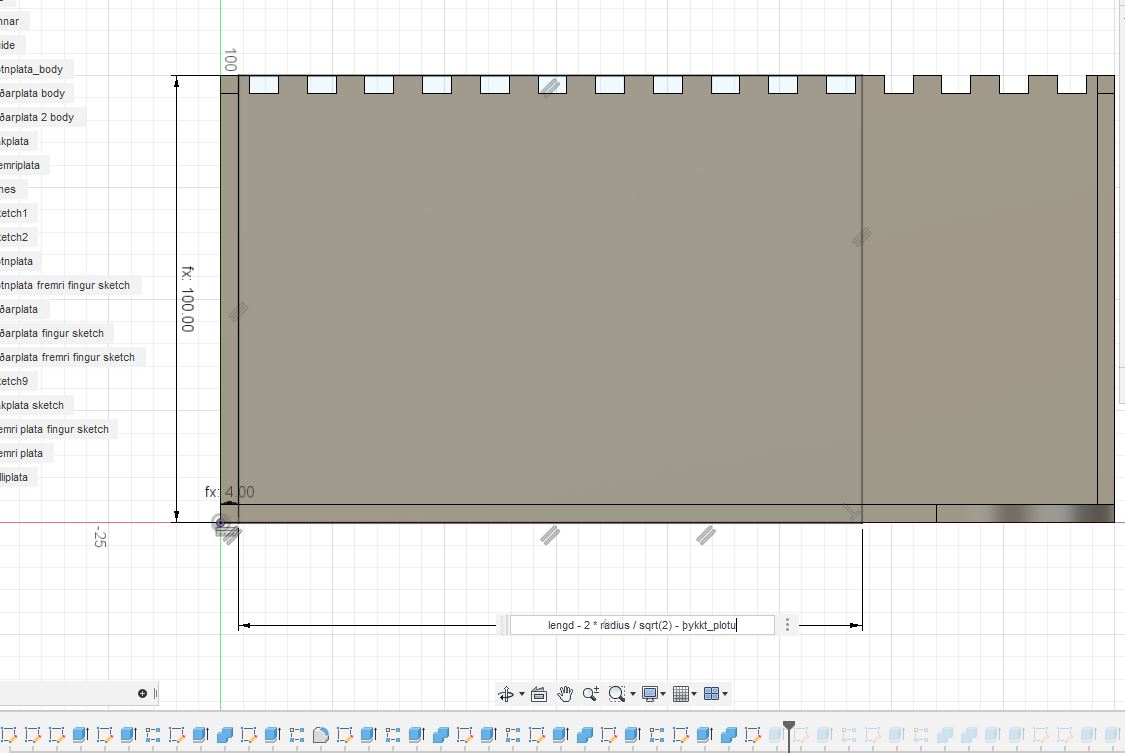 nnar
ide
tnplata_body
ðarplata body
ðarplata 2 body
kplata
emriplata
nes
etch1
etch2
tnplata
tnplata fremri fingur sketch
ðarplata
ðarplata fingur sketch
ðarplata fremri fingur sketch
etch9
kplata sketch
emri plata fingur sketch
emri plata
lliplata
100
fx: 100.00
fx: 4.00
-25
lengd - 2 * radius / sqrt(2) - þykkt_plotu